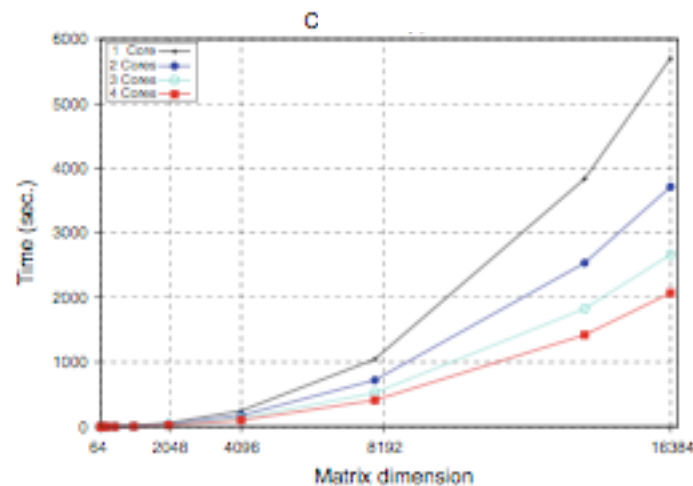 C
6000
1 Core
2 Cores
3 Cores
4 Cores
5000
4000
3000
2000
1000
0
Time (sec.)
64 2048 4096 8192 16384
Matrix dimension